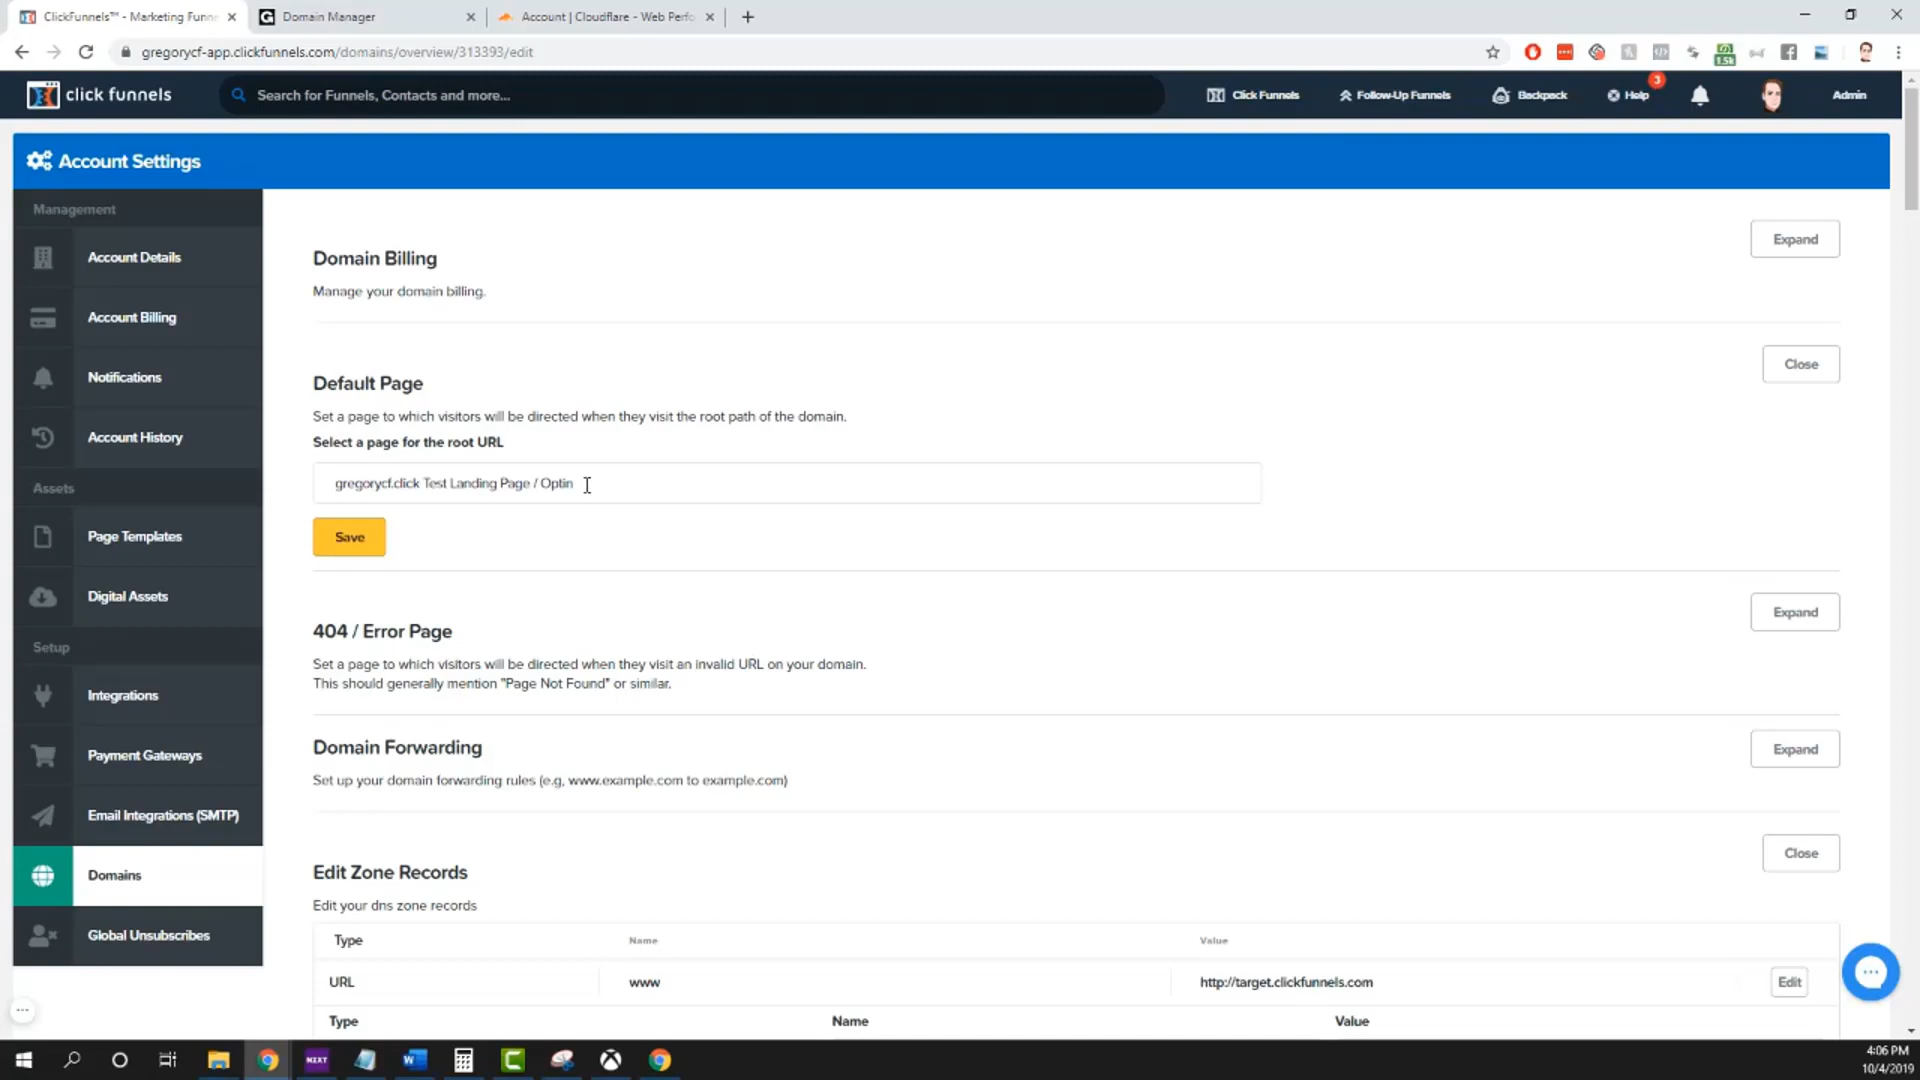 ClickFunnels™ - Marketing Funne
Domain Manager
Account | Cloudflare - Web Perfo
gregorycf-app.clickfunnels.com/domains/overview/313393/edit
1.5k
click funnels
Search for Funnels, Contacts and more...
Click Funnels
Follow-Up Funnels
Backpack
Help
3
Admin
Account Settings
Management
Account Details
Account Billing
Notifications
Account History
Assets
Page Templates
Digital Assets
Setup
Integrations
Payment Gateways
Email Integrations (SMTP)
Domains
Global Unsubscribes
Domain Billing
Expand
Manage your domain billing.
Default Page
Close
Set a page to which visitors will be directed when they visit the root path of the domain.
Select a page for the root URL
gregorycf.click Test Landing Page / Optin
Save
404 / Error Page
Expand
Set a page to which visitors will be directed when they visit an invalid URL on your domain.
This should generally mention "Page Not Found" or similar.
Domain Forwarding
Expand
Set up your domain forwarding rules (e.g, www.example.com to example.com)
Edit Zone Records
Close
Edit your dns zone records
Type Name Value
URL www http://target.clickfunnels.com Edit
Type Name Value
NIXT
4:06 PM
10/4/2019